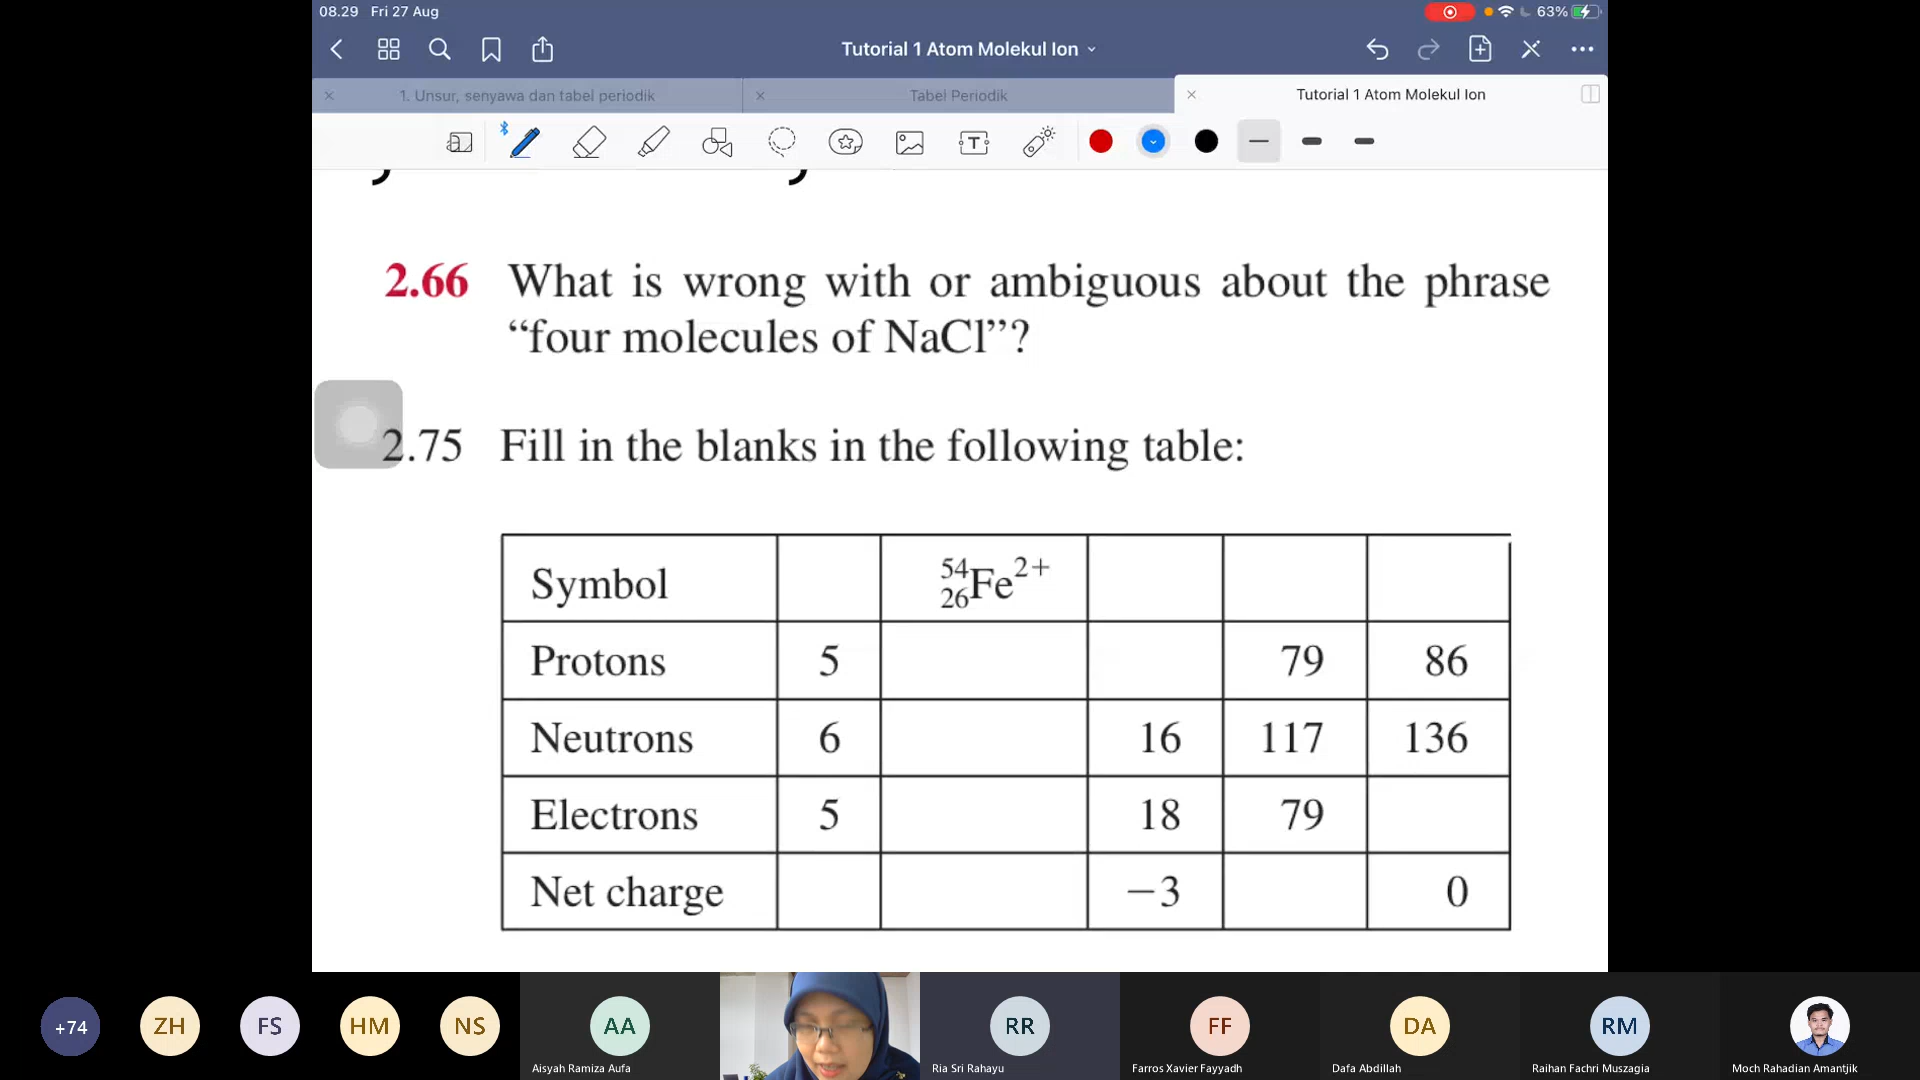 08.29 Fri 27 Aug
63%
Tutorial 1 Atom Molekul Ion
1. Unsur, senyawa dan tabel periodik
Tabel Periodik
Tutorial 1 Atom Molekul Ion
2.66 What is wrong with or ambiguous about the phrase
“four molecules of NaCl”?
2.75 Fill in the blanks in the following table:
Symbol ⁵⁴₂₆Fe²⁺
Protons 5 79 86
Neutrons 6 16 117 136
Electrons 5 18 79
Net charge −3 0
+74 ZH FS HM NS AA RR FF DA RM
Aisyah Ramiza Aufa Ria Sri Rahayu Farros Xavier Fayyadh Dafa Abdillah Raihan Fachri Muszagia Moch Rahadian Amantjik